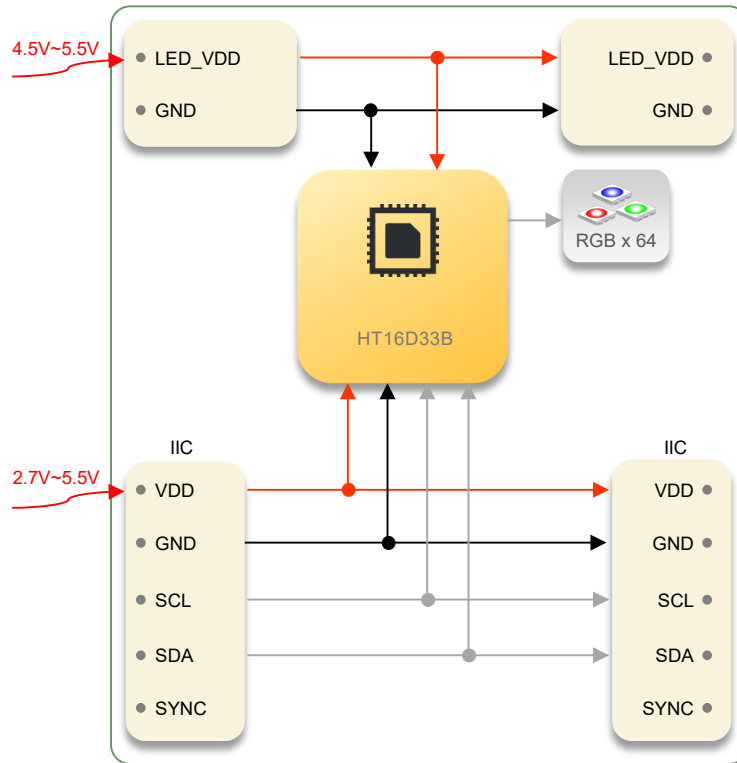 4.5V~5.5V
LED_VDD
GND
LED_VDD
GND
RGB x 64
HT16D33B
IIC
2.7V~5.5V
VDD
GND
SCL
SDA
SYNC
IIC
VDD
GND
SCL
SDA
SYNC